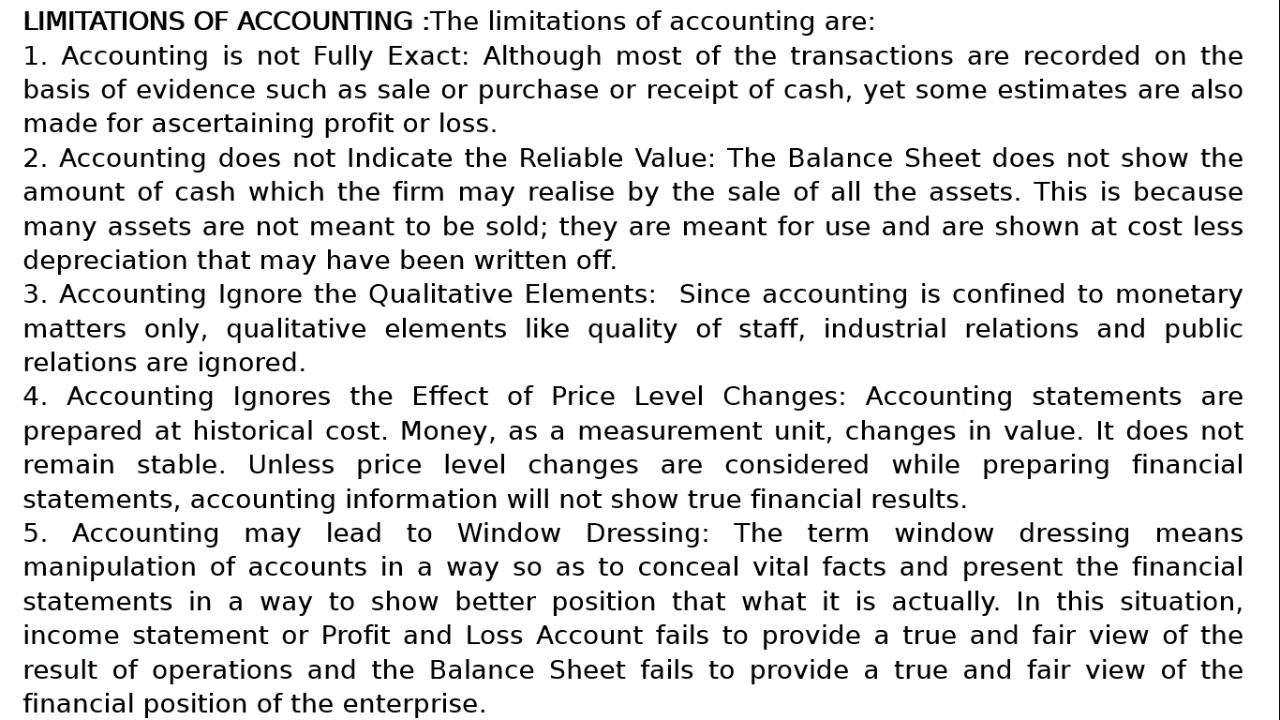 LIMITATIONS OF ACCOUNTING :The limitations of accounting are:
1. Accounting is not Fully Exact: Although most of the transactions are recorded on the
basis of evidence such as sale or purchase or receipt of cash, yet some estimates are also
made for ascertaining profit or loss.
2. Accounting does not Indicate the Reliable Value: The Balance Sheet does not show the
amount of cash which the firm may realise by the sale of all the assets. This is because
many assets are not meant to be sold; they are meant for use and are shown at cost less
depreciation that may have been written off.
3. Accounting Ignore the Qualitative Elements:  Since accounting is confined to monetary
matters only, qualitative elements like quality of staff, industrial relations and public
relations are ignored.
4. Accounting Ignores the Effect of Price Level Changes: Accounting statements are
prepared at historical cost. Money, as a measurement unit, changes in value. It does not
remain stable. Unless price level changes are considered while preparing financial
statements, accounting information will not show true financial results.
5. Accounting may lead to Window Dressing: The term window dressing means
manipulation of accounts in a way so as to conceal vital facts and present the financial
statements in a way to show better position that what it is actually. In this situation,
income statement or Profit and Loss Account fails to provide a true and fair view of the
result of operations and the Balance Sheet fails to provide a true and fair view of the
financial position of the enterprise.